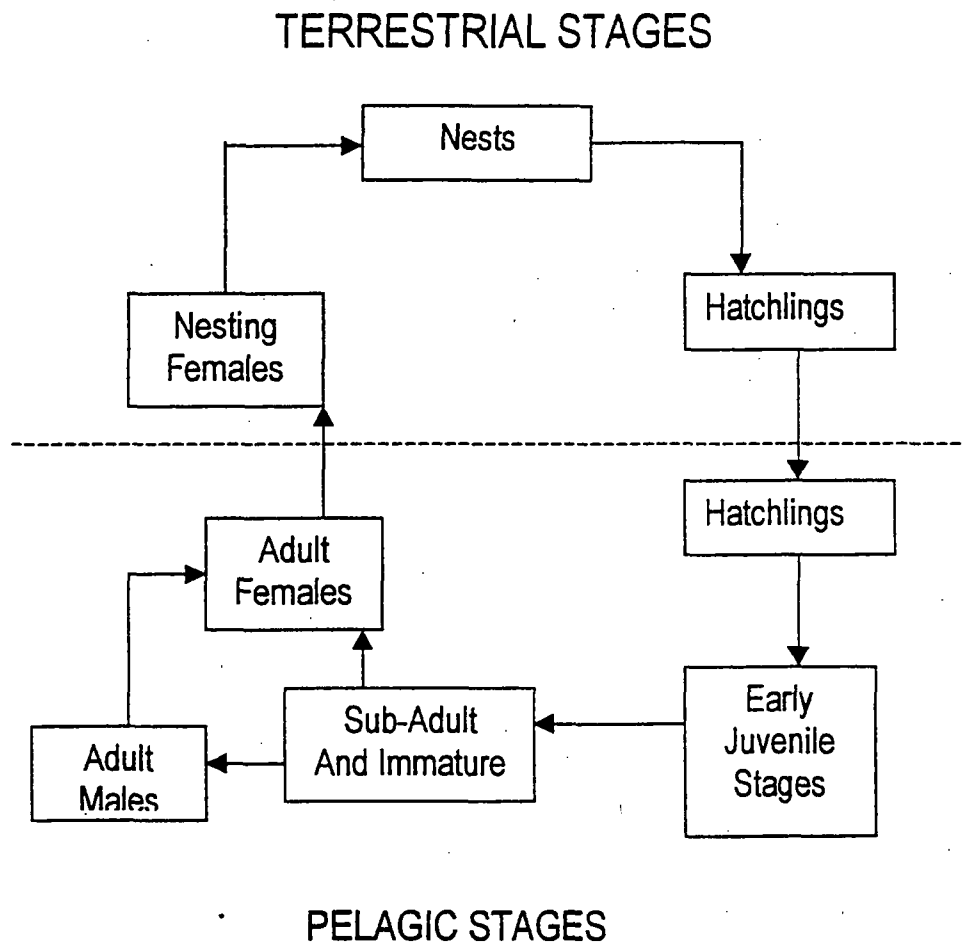 TERRESTRIAL STAGES
Nests
Hatchlings
Nesting
Females
Hatchlings
Adult
Females
Early
Juvenile
Stages
Sub-Adult
And Immature
Adult
Males
PELAGIC STAGES